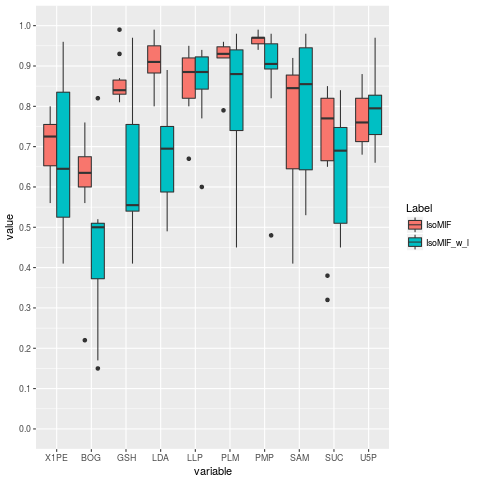 1.0
0.9
0.8
0.7
0.6
0.5
0.4
0.3
0.2
0.1
0.0
value
X1PE BOG GSH LDA LLP PLM PMP SAM SUC U5P
variable
Label
IsoMIF
IsoMIF_w_l